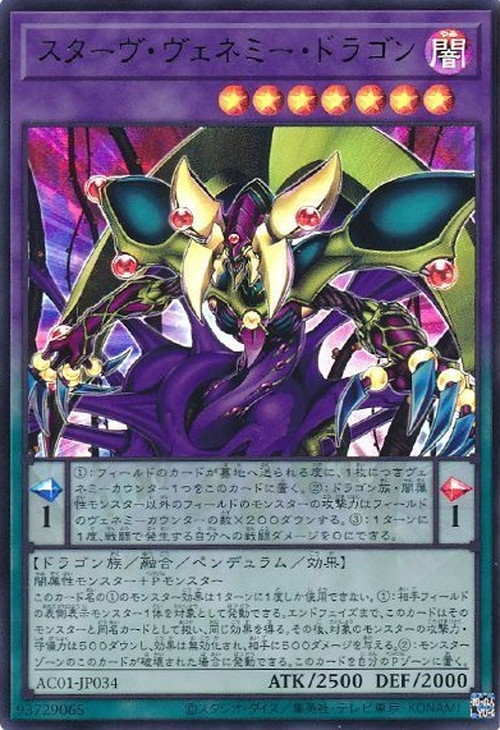 スターヴ・ヴェネミー・ドラゴン
闇
①:フィールドのカードが墓地へ送られる度に、1枚につきヴェ
ネミーカウンター1つをこのカードに置く。②:ドラゴン族・闇属
性モンスター以外のフィールドのモンスターの攻撃力はフィールド
のヴェネミーカウンターの数×200ダウンする。③:1ターンに
1度、戦闘で発生する自分への戦闘ダメージを0にできる。
1
1
【ドラゴン族/融合/ペンデュラム/効果】
闇属性モンスター+Pモンスター
このカード名の①のモンスター効果は1ターンに1度しか使用できない。①:相手フィールド
の表側表示モンスター1体を対象として発動できる。エンドフェイズまで、このカードはその
モンスターと同名カードとして扱い、同じ効果を得る。その後、対象のモンスターの攻撃力・
守備力は500ダウンし、効果は無効化され、相手に500ダメージを与える。②:モンスター
ゾーンのこのカードが破壊された場合に発動できる。このカードを自分のPゾーンに置く。
AC01-JP034
ATK/2500 DEF/2000
93729065
©スタジオ・ダイス/集英社・テレビ東京・KONAMI